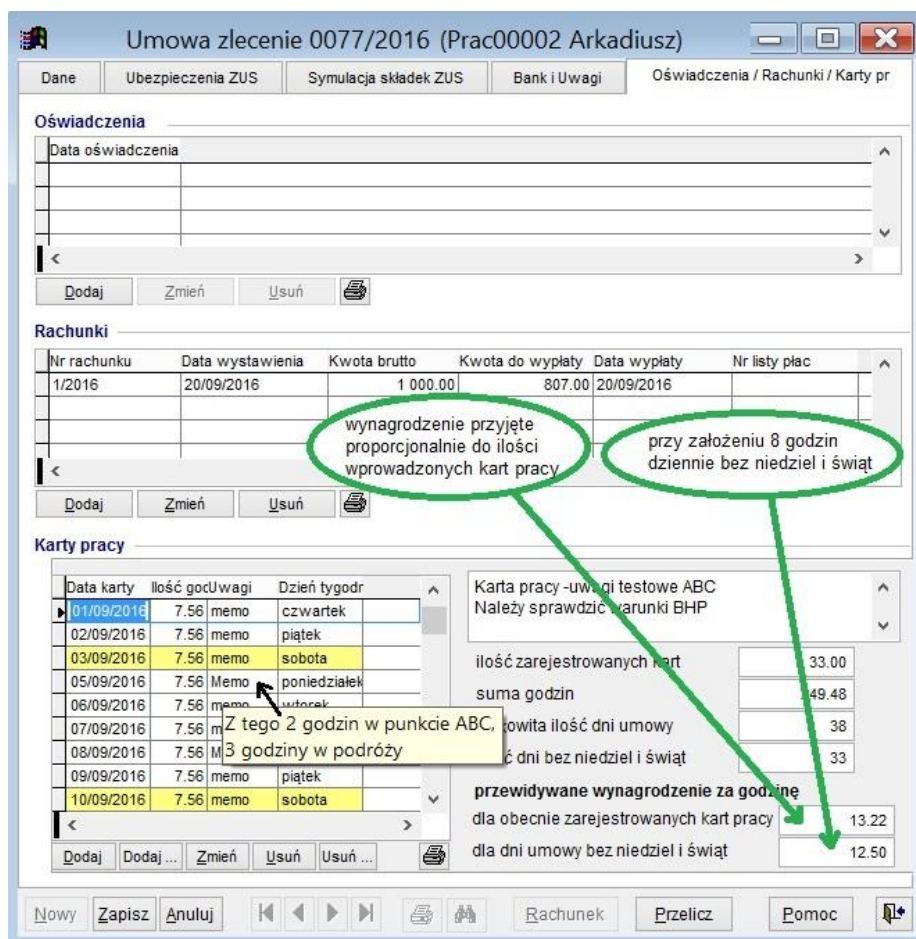 Umowa zlecenie 0077/2016 (Prac00002 Arkadiusz)
Dane Ubezpieczenia ZUS Symulacja składek ZUS Bank i Uwagi Oświadczenia / Rachunki / Karty pr
Oświadczenia
Data oświadczenia
Dodaj Zmień Usuń
Rachunki
Nr rachunku Data wystawienia Kwota brutto Kwota do wypłaty Data wypłaty Nr listy płac
1/2016 20/09/2016 1 000.00 807.00 20/09/2016
wynagrodzenie przyjęte
proporcjonalnie do ilości
wprowadzonych kart pracy
przy założeniu 8 godzin
dziennie bez niedziel i świąt
Dodaj Zmień Usuń
Karty pracy
Data karty Ilość goc Uwagi Dzień tygodr
01/09/2016 7.56 memo czwartek
02/09/2016 7.56 memo piątek
03/09/2016 7.56 memo sobota
05/09/2016 7.56 Memo poniedziałek
06/09/2016 7.56 memo wtorek
07/09/2016 7.56 m
08/09/2016 7.56 M
09/09/2016 7.56 memo piątek
10/09/2016 7.56 memo sobota
Z tego 2 godzin w punkcie ABC,
3 godziny w podróży
Dodaj Dodaj ... Zmień Usuń Usuń ...
Karta pracy -uwagi testowe ABC
Należy sprawdzić warunki BHP
ilość zarejestrowanych kart 33.00
suma godzin 249.48
owita ilość dni umowy 38
ć dni bez niedziel i świąt 33
przewidywane wynagrodzenie za godzinę
dla obecnie zarejestrowanych kart pracy 13.22
dla dni umowy bez niedziel i świąt 12.50
Nowy Zapisz Anuluj Rachunek Przelicz Pomoc